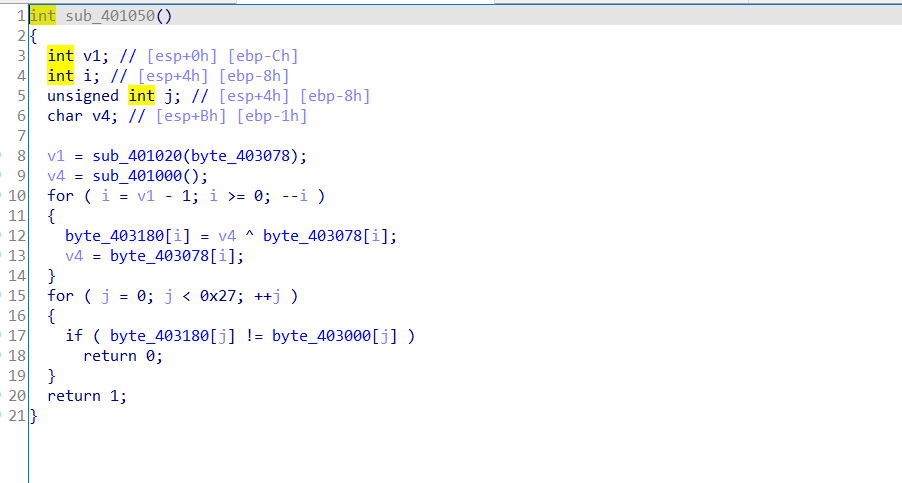 1 int sub_401050()
2 {
3   int v1; // [esp+0h] [ebp-Ch]
4   int i; // [esp+4h] [ebp-8h]
5   unsigned int j; // [esp+4h] [ebp-8h]
6   char v4; // [esp+Bh] [ebp-1h]
7
8   v1 = sub_401020(byte_403078);
9   v4 = sub_401000();
10   for ( i = v1 - 1; i >= 0; --i )
11   {
12     byte_403180[i] = v4 ^ byte_403078[i];
13     v4 = byte_403078[i];
14   }
15   for ( j = 0; j < 0x27; ++j )
16   {
17     if ( byte_403180[j] != byte_403000[j] )
18       return 0;
19   }
20   return 1;
21 }